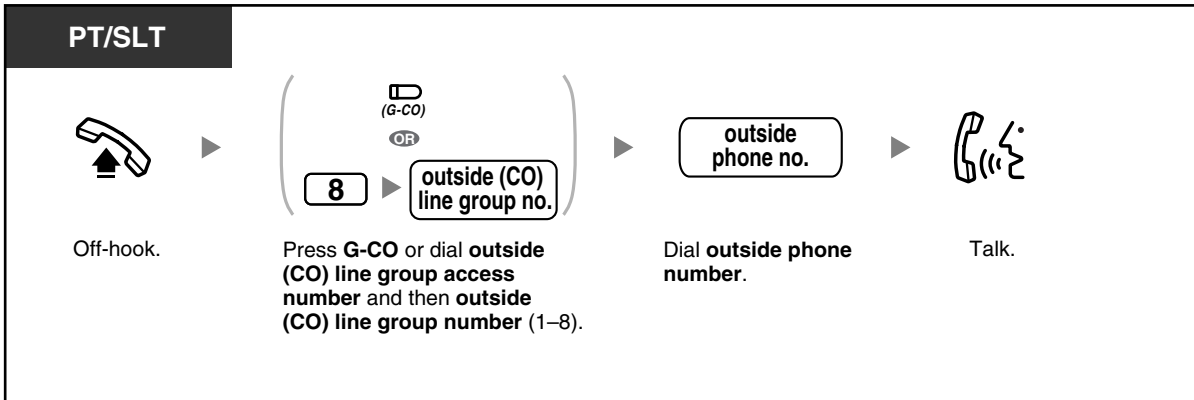 PT/SLT
(G-CO)
OR
8
outside (CO)
line group no.
outside
phone no.
Off-hook.
Press G-CO or dial outside
(CO) line group access
number and then outside
(CO) line group number (1–8).
Dial outside phone
number.
Talk.